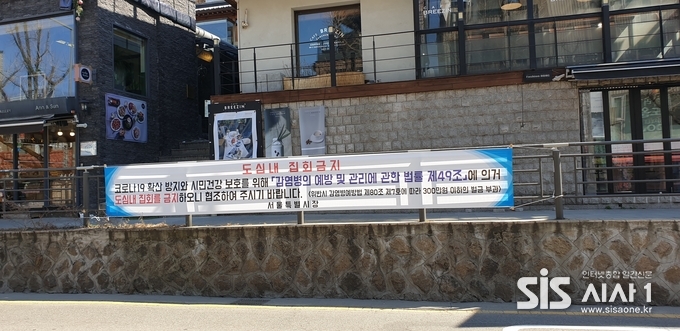 BREEZIN'
BREEZIN'
도심내 집회금지
코로나19 확산 방지와 시민건강 보호를 위해 「감염병의 예방 및 관리에 관한 법률 제49조」에 의거
도심내 집회를 금지하오니 협조하여 주시기 바랍니다. (위반시 감염병예방법 제80조 제7호에 따라 300만원 이하의 벌금 부과)
서울특별시장
인터넷종합 일간신문
SIS 시사1
www.sisaone.kr